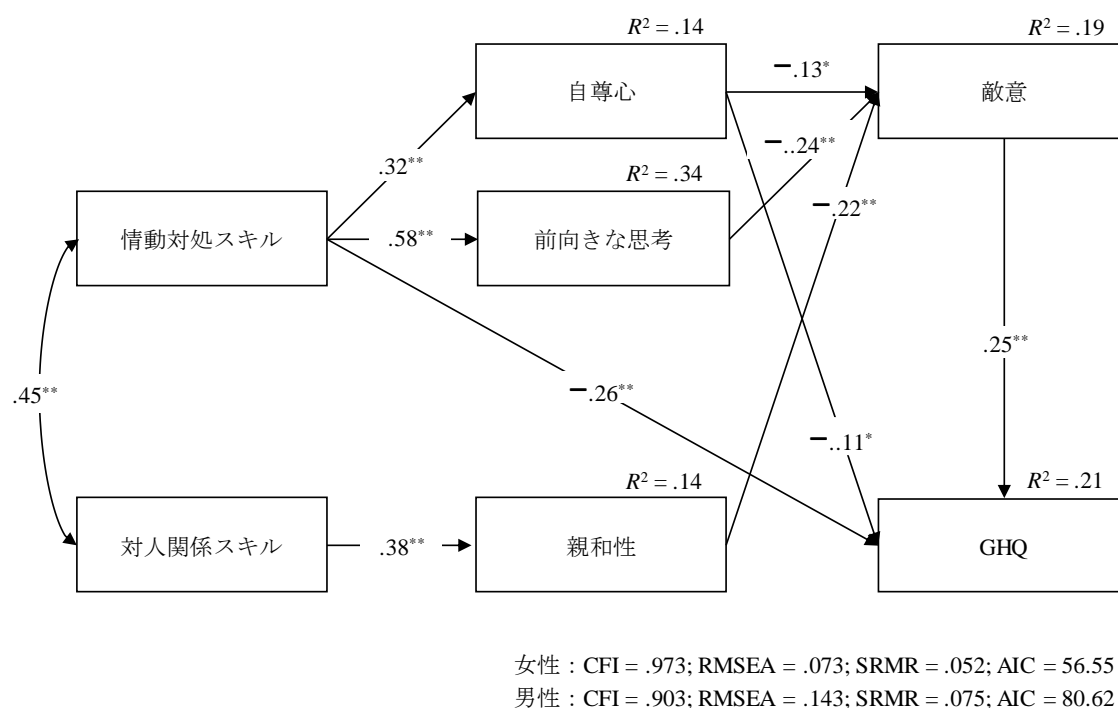 R² = .14
R² = .19
自尊心
−.13*
敵意
.32**
−..24**
R² = .34
情動対処スキル
.58**
前向きな思考
−.22**
.25**
.45**
−.26**
−..11*
R² = .14
R² = .21
対人関係スキル
.38**
親和性
GHQ
女性：CFI = .973; RMSEA = .073; SRMR = .052; AIC = 56.55
男性：CFI = .903; RMSEA = .143; SRMR = .075; AIC = 80.62